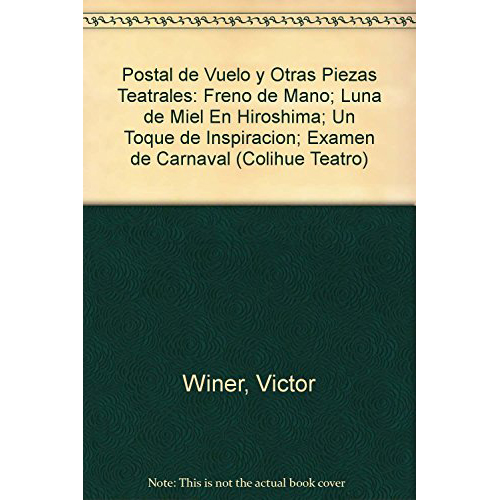 Postal de Vuelo y Otras Piezas
Teatrales: Freno de Mano; Luna
de Miel En Hiroshima; Un
Toque de Inspiracion; Examen
de Carnaval (Colihue Teatro)
Winer, Victor
Note: This is not the actual book cover